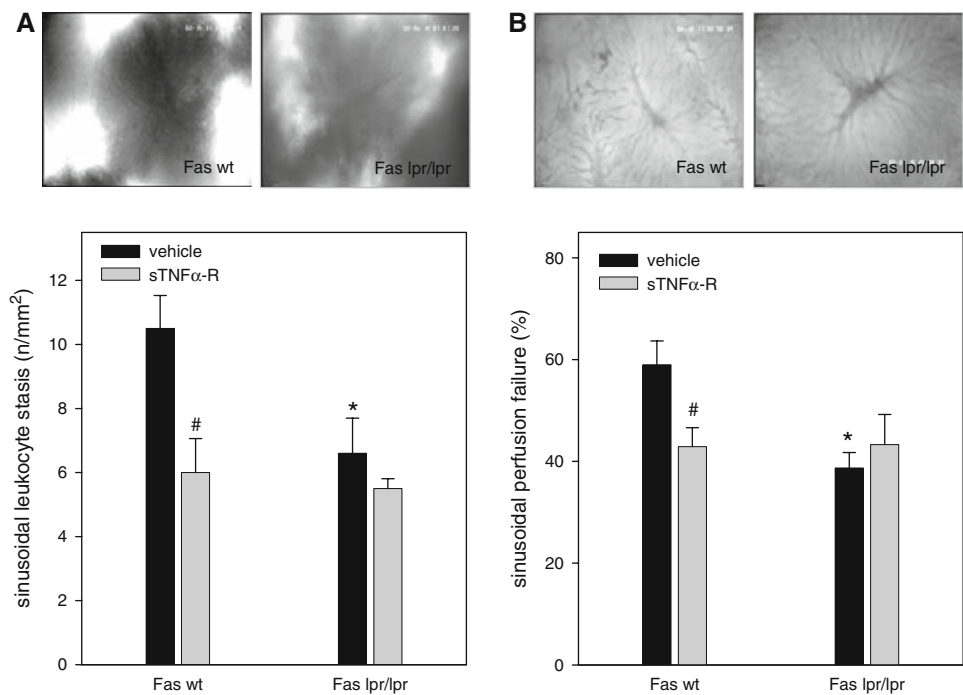 A
Fas wt
Fas lpr/lpr
B
Fas wt
Fas lpr/lpr
sinusoidal leukocyte stasis (n/mm²)
12
10
8
6
4
2
0
vehicle
sTNFα-R
#
*
Fas wt
Fas lpr/lpr
sinusoidal perfusion failure (%)
80
60
40
20
0
vehicle
sTNFα-R
#
*
Fas wt
Fas lpr/lpr